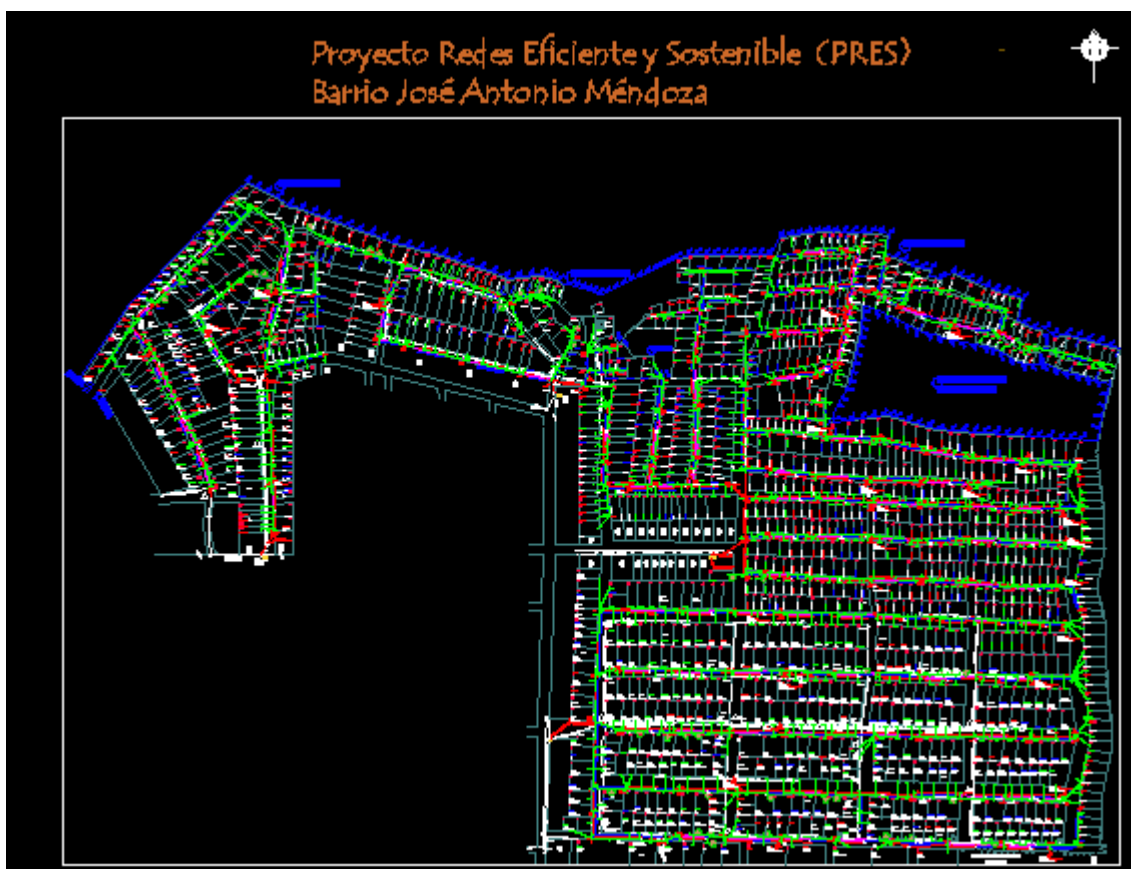 Proyecto Redes Eficiente y Sostenible (PRES)
Barrio José Antonio Méndoza